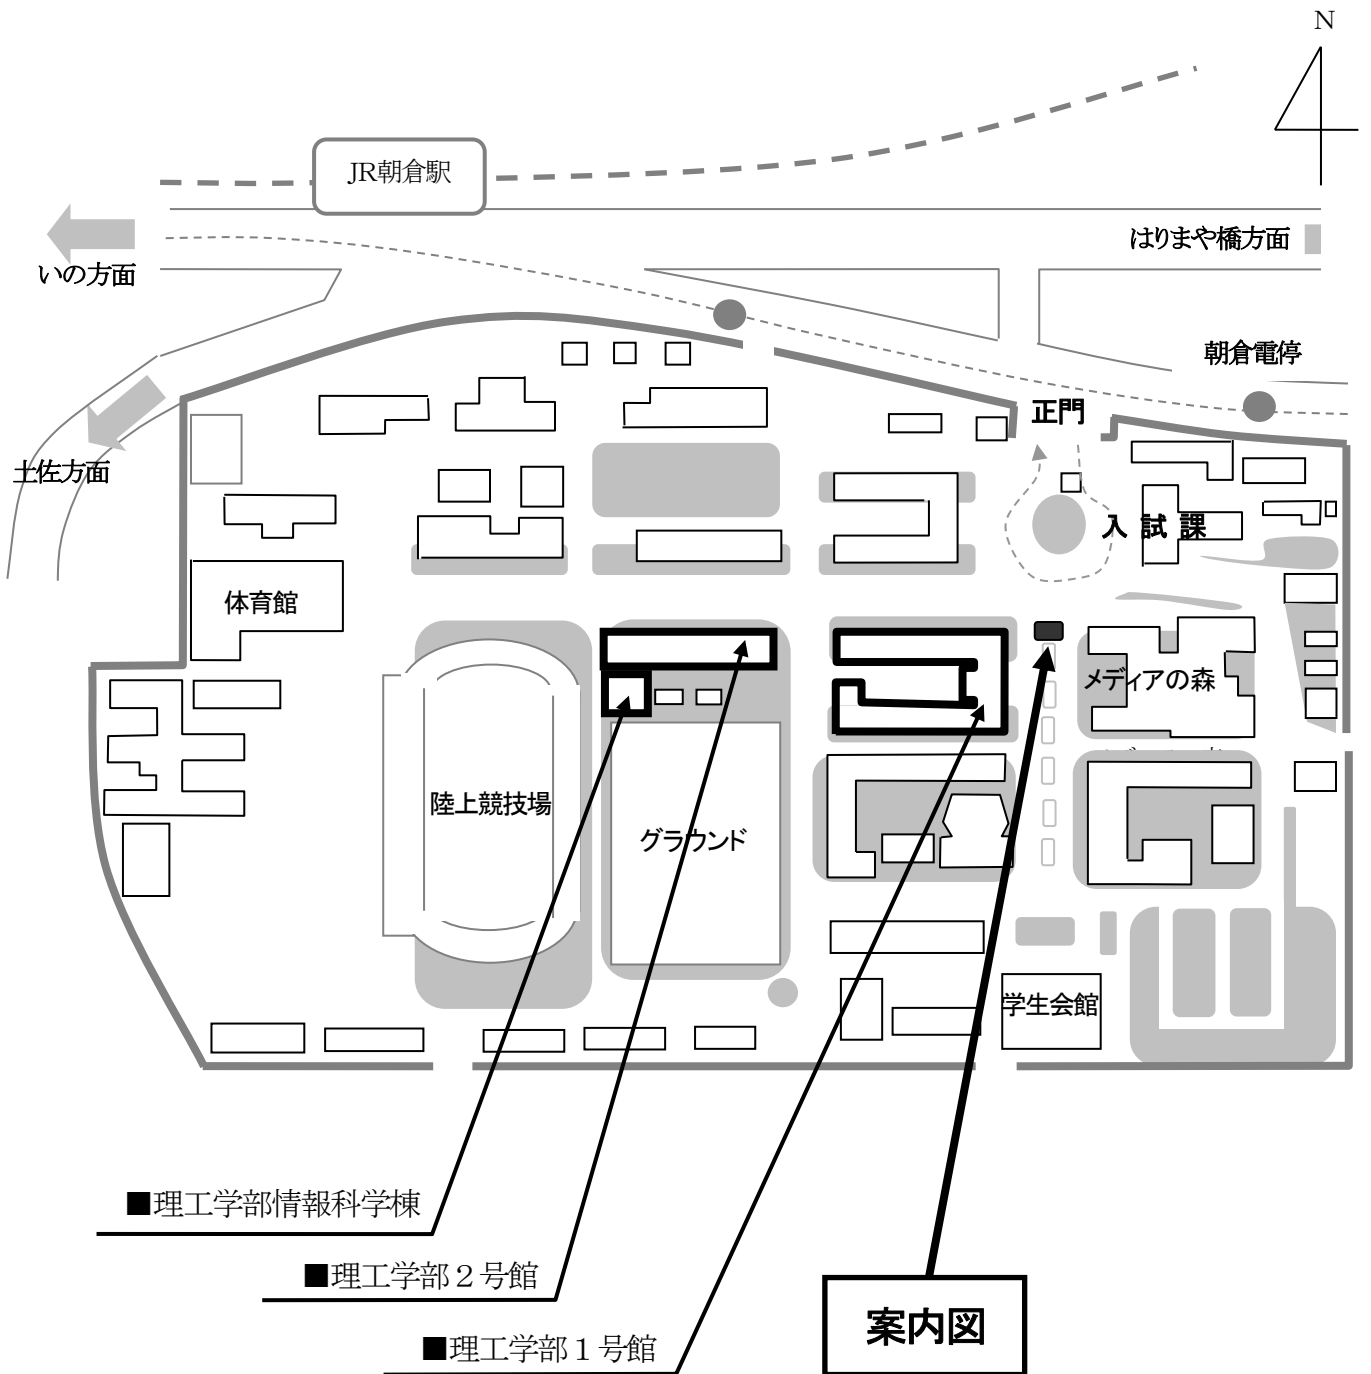 N
JR朝倉駅
はりまや橋方面
いの方面
朝倉電停
正門
土佐方面
入 試 課
体育館
メディアの森
陸上競技場
グラウンド
学生会館
■理工学部情報科学棟
■理工学部２号館
案内図
■理工学部１号館